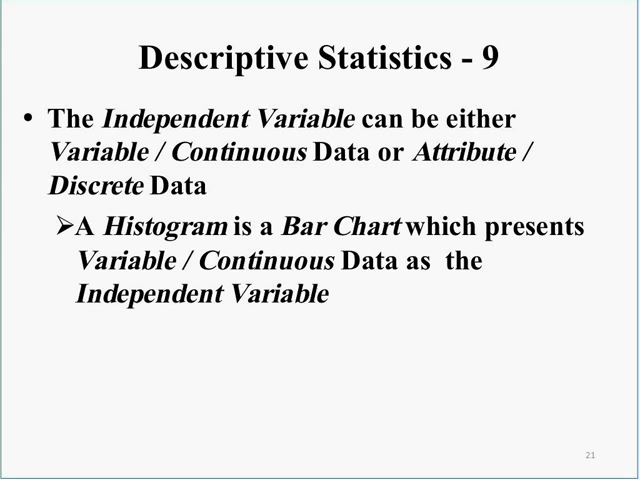 Descriptive Statistics - 9
• The Independent Variable can be either
Variable / Continuous Data or Attribute /
Discrete Data
➢A Histogram is a Bar Chart which presents
Variable / Continuous Data as  the
Independent Variable
21